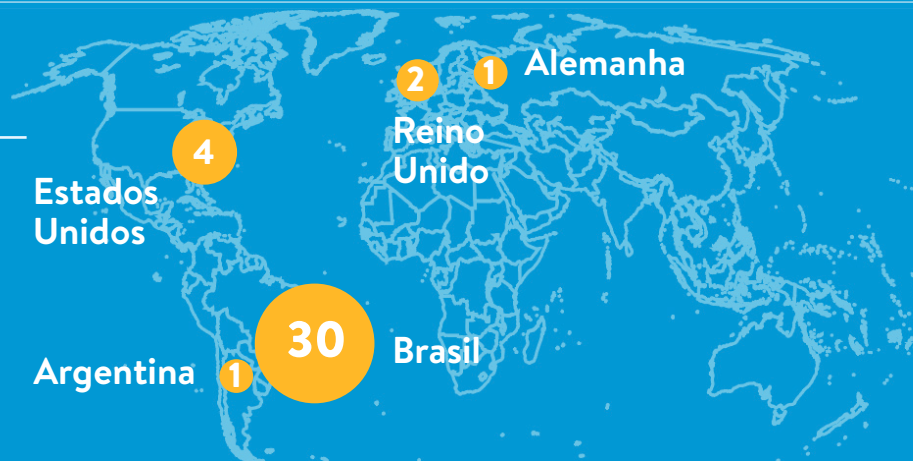 1
Alemanha
2
Reino
Unido
4
Estados
Unidos
30
Brasil
Argentina
1